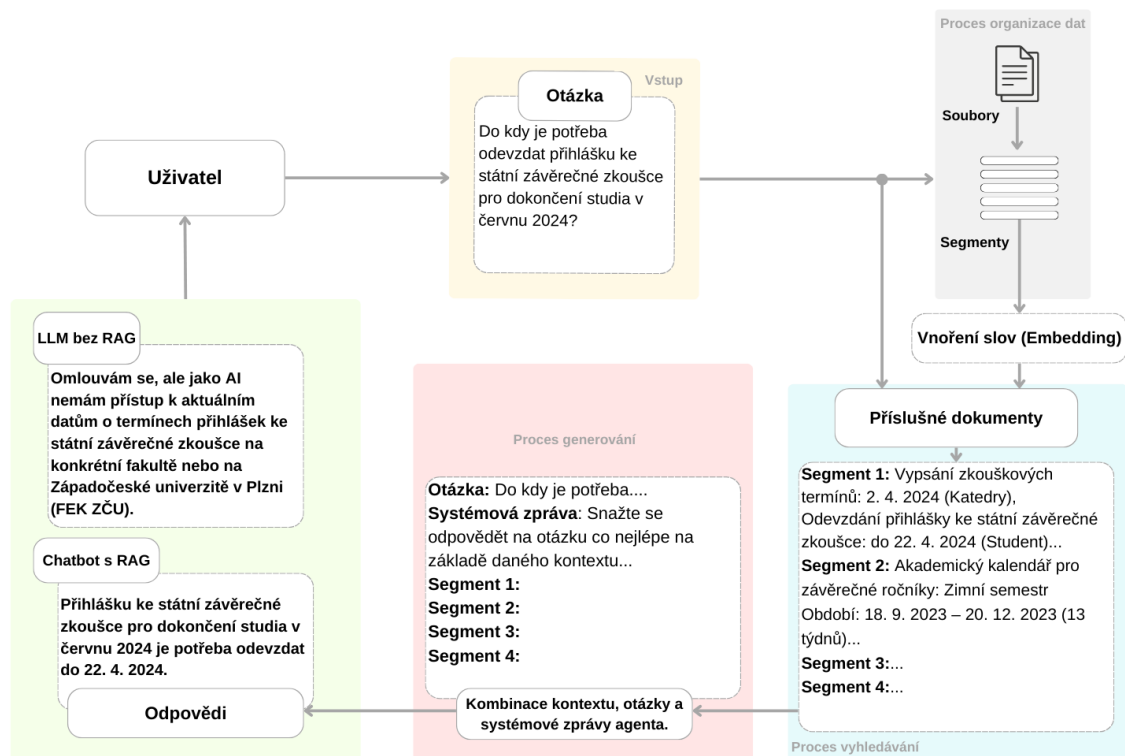 Proces organizace dat
Soubory
Segmenty
Vstup
Otázka
Do kdy je potřeba
odevzdat přihlášku ke
státní závěrečné zkoušce
pro dokončení studia v
červnu 2024?
Uživatel
Vnoření slov (Embedding)
LLM bez RAG
Omlouvám se, ale jako AI
nemám přístup k aktuálním
datům o termínech přihlášek ke
státní závěrečné zkoušce na
konkrétní fakultě nebo na
Západočeské univerzitě v Plzni
(FEK ZČU).
Chatbot s RAG
Přihlášku ke státní závěrečné
zkoušce pro dokončení studia v
červnu 2024 je potřeba odevzdat
do 22. 4. 2024.
Odpovědi
Proces generování
Otázka: Do kdy je potřeba....
Systémová zpráva: Snažte se
odpovědět na otázku co nejlépe na
základě daného kontextu...
Segment 1:
Segment 2:
Segment 3:
Segment 4:
Kombinace kontextu, otázky a
systémové zprávy agenta.
Příslušné dokumenty
Segment 1: Vypsání zkouškových
termínů: 2. 4. 2024 (Katedry),
Odevzdání přihlášky ke státní závěrečné
zkoušce: do 22. 4. 2024 (Student)...
Segment 2: Akademický kalendář pro
závěrečné ročníky: Zimní semestr
Období: 18. 9. 2023 – 20. 12. 2023 (13
týdnů)...
Segment 3:...
Segment 4:...
Proces vyhledávání